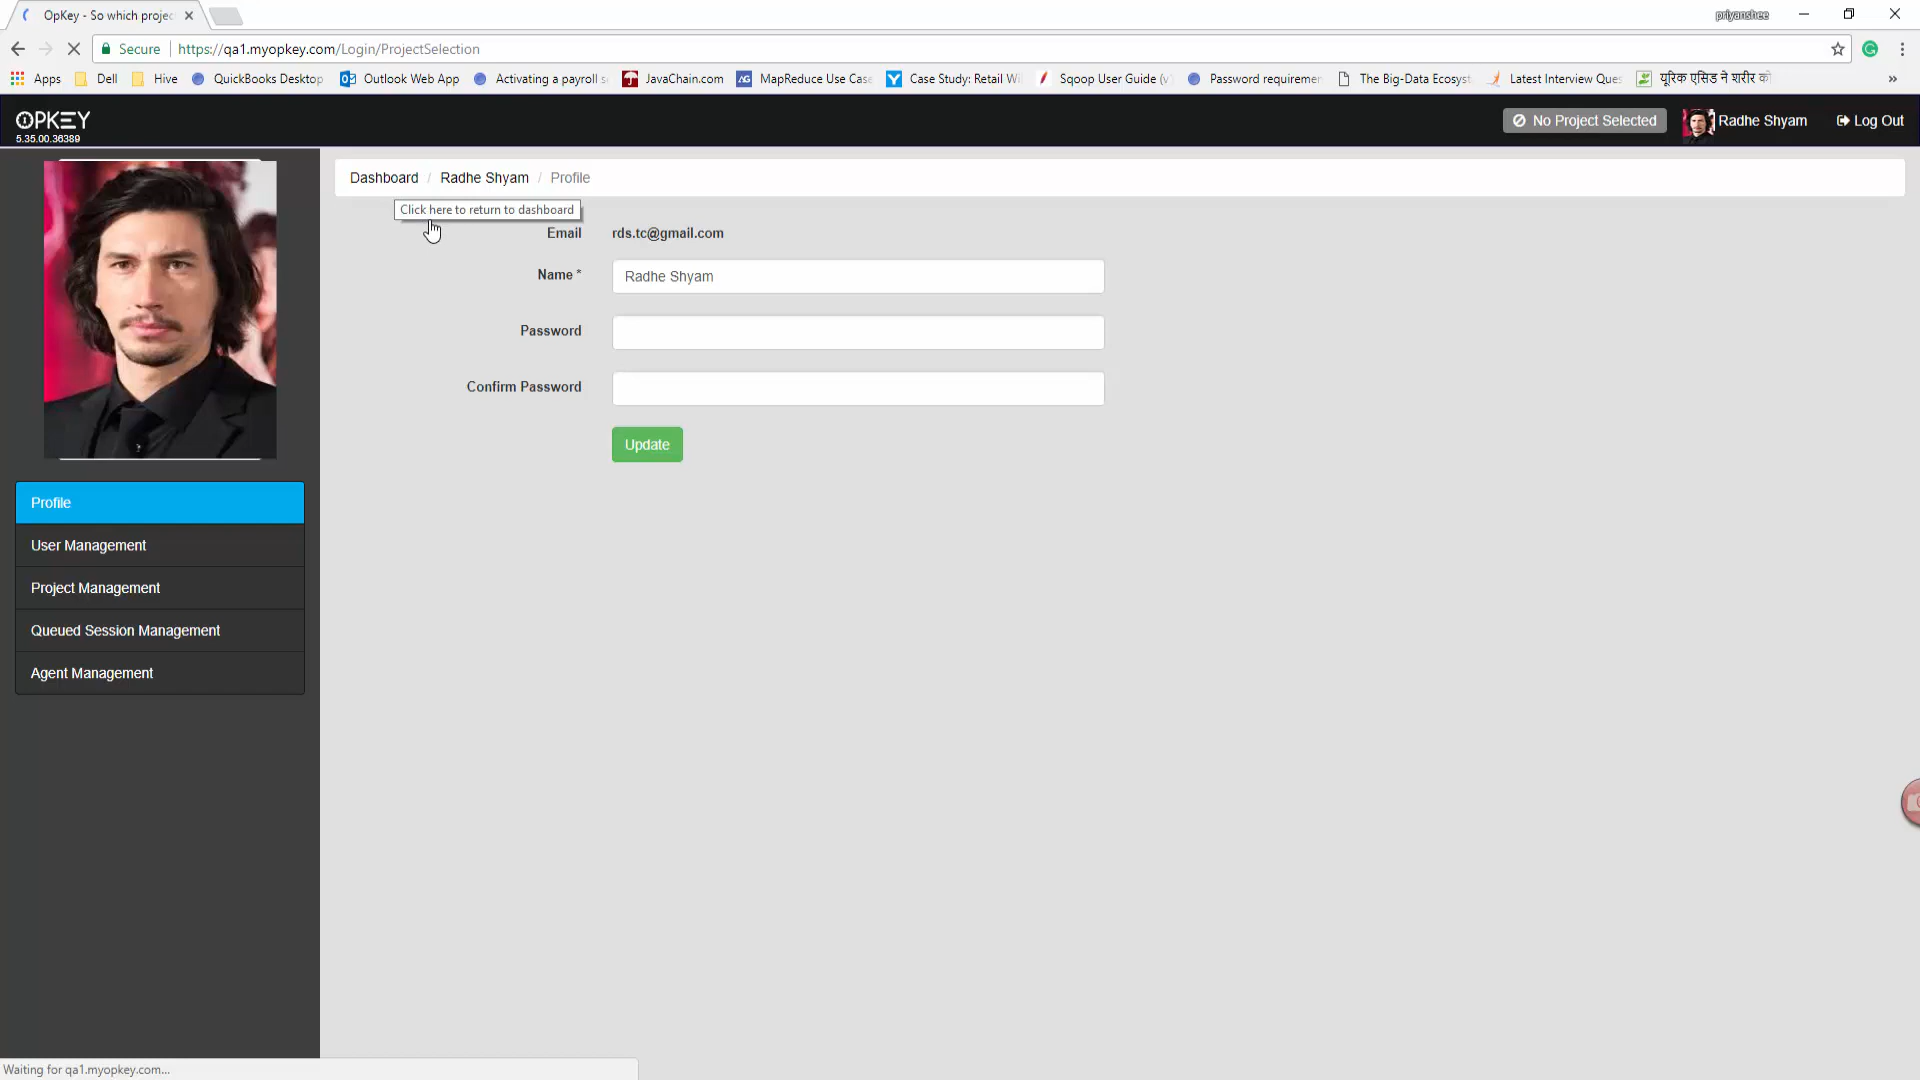 OpKey - So which projec
priyanshee
Secure
https://qa1.myopkey.com/Login/ProjectSelection
Apps
Dell
Hive
QuickBooks Desktop
Outlook Web App
Activating a payroll s
JavaChain.com
MapReduce Use Cas
Case Study: Retail Wi
Sqoop User Guide (v
Password requiremen
The Big-Data Ecosyst
Latest Interview Ques
यूरिक एसिड ने शरीर को
»
OPKEY
5.35.00.36389
No Project Selected
Radhe Shyam
Log Out
Dashboard / Radhe Shyam / Profile
Click here to return to dashboard
Email
rds.tc@gmail.com
Name *
Radhe Shyam
Password
Confirm Password
Update
Profile
User Management
Project Management
Queued Session Management
Agent Management
Waiting for qa1.myopkey.com...